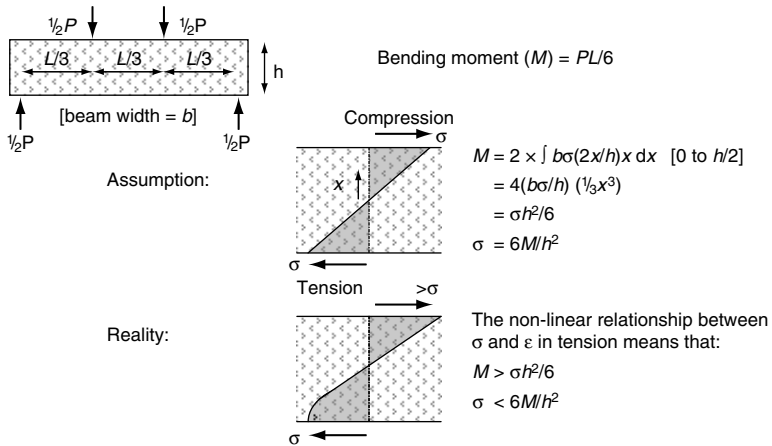 ½P ½P
L/3 L/3 L/3
h
½P [beam width = b] ½P
Bending moment (M) = PL/6
Compression
σ
Assumption:
x
σ
M = 2 × ∫ bσ(2x/h)x dx [0 to h/2]
= 4(bσ/h) (⅓x³)
= σh²/6
σ = 6M/h²
Tension
>σ
Reality:
σ
The non-linear relationship between
σ and ε in tension means that:
M > σh²/6
σ < 6M/h²